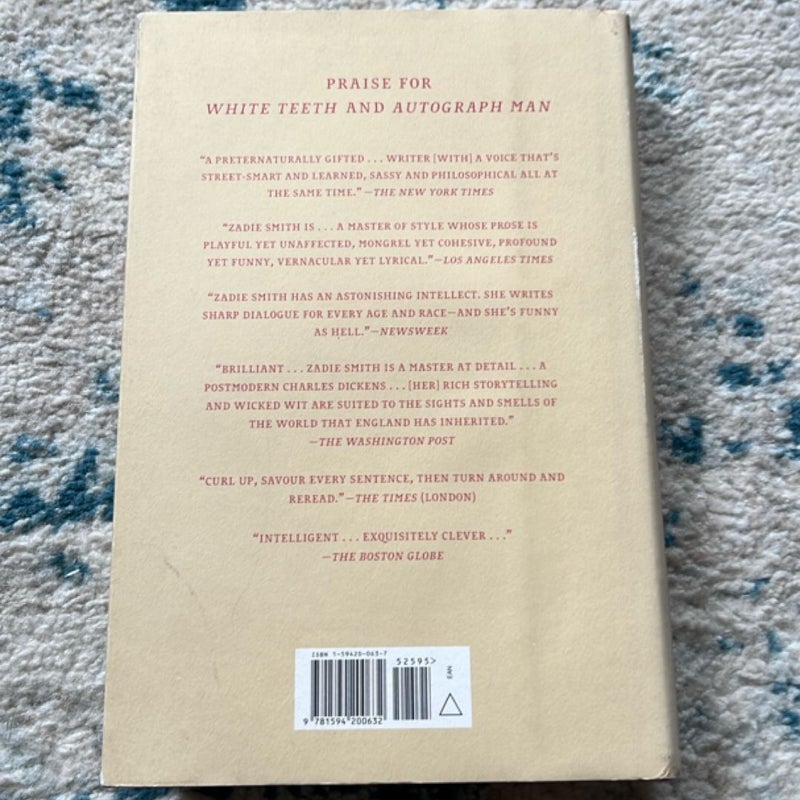 PRAISE FOR
WHITE TEETH AND AUTOGRAPH MAN
“A PRETERNATURALLY GIFTED . . . WRITER [WITH] A VOICE THAT’S
STREET-SMART AND LEARNED, SASSY AND PHILOSOPHICAL ALL AT
THE SAME TIME.”—THE NEW YORK TIMES
“ZADIE SMITH IS . . . A MASTER OF STYLE WHOSE PROSE IS
PLAYFUL YET UNAFFECTED, MONGREL YET COHESIVE, PROFOUND
YET FUNNY, VERNACULAR YET LYRICAL.”—LOS ANGELES TIMES
“ZADIE SMITH HAS AN ASTONISHING INTELLECT. SHE WRITES
SHARP DIALOGUE FOR EVERY AGE AND RACE—AND SHE’S FUNNY
AS HELL.”—NEWSWEEK
“BRILLIANT . . . ZADIE SMITH IS A MASTER AT DETAIL . . . A
POSTMODERN CHARLES DICKENS . . . [HER] RICH STORYTELLING
AND WICKED WIT ARE SUITED TO THE SIGHTS AND SMELLS OF
THE WORLD THAT ENGLAND HAS INHERITED.”
—THE WASHINGTON POST
“CURL UP, SAVOUR EVERY SENTENCE, THEN TURN AROUND AND
REREAD.”—THE TIMES (LONDON)
“INTELLIGENT . . . EXQUISITELY CLEVER . . .”
—THE BOSTON GLOBE
ISBN 1-59420-063-7
52595>
EAN
9 781594 200632